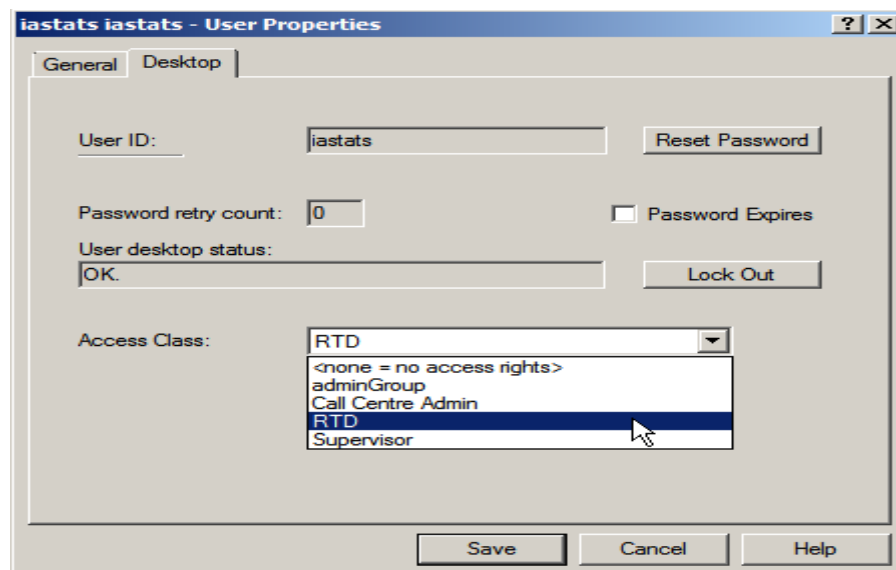 iastats iastats - User Properties
General Desktop
User ID: iastats Reset Password
Password retry count: 0 Password Expires
User desktop status:
OK. Lock Out
Access Class: RTD
<none = no access rights>
adminGroup
Call Centre Admin
RTD
Supervisor
Save Cancel Help